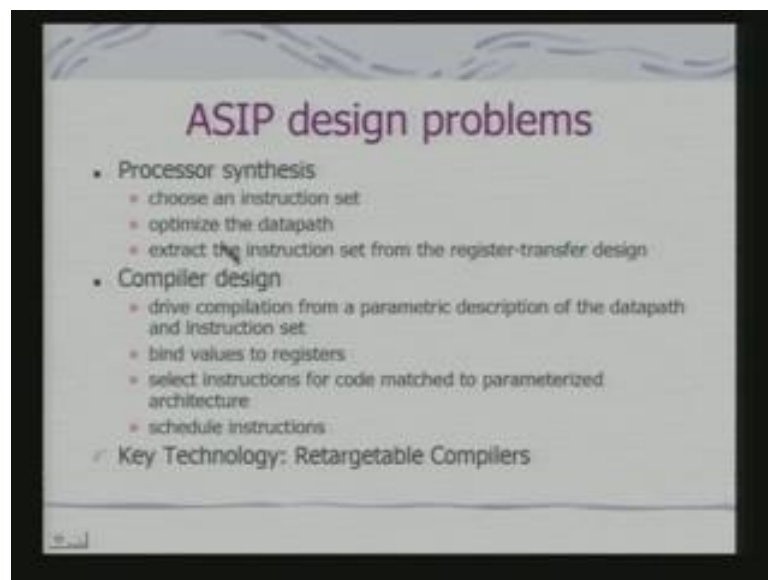 ASIP design problems
• Processor synthesis
• choose an instruction set
• optimize the datapath
• extract the instruction set from the register-transfer design
• Compiler design
• drive compilation from a parametric description of the datapath
and instruction set
• bind values to registers
• select instructions for code matched to parameterized
architecture
• schedule instructions
✓ Key Technology: Retargetable Compilers